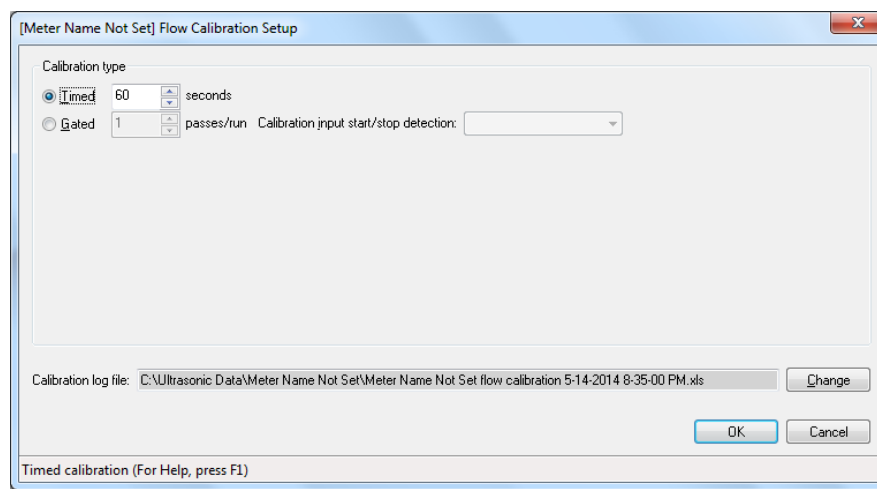 [Meter Name Not Set] Flow Calibration Setup
Calibration type
Timed 60 seconds
Gated 1 passes/run Calibration input start/stop detection:
Calibration log file: C:\Ultrasonic Data\Meter Name Not Set\Meter Name Not Set flow calibration 5-14-2014 8-35-00 PM.xls Change
OK Cancel
Timed calibration (For Help, press F1)